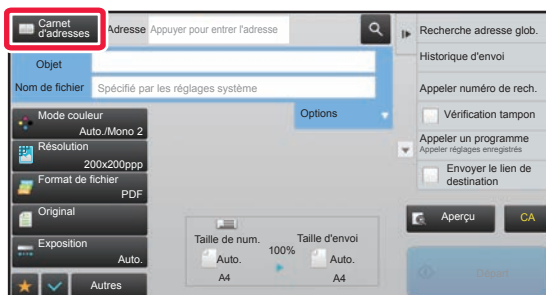 Carnet
d'adresses
Adresse Appuyer pour entrer l'adresse
Objet
Nom de fichier Spécifié par les réglages système
Options
Mode couleur
Auto./Mono 2
Résolution
200x200ppp
Format de fichier
PDF
Original
Exposition
Auto.
Autres
Taille de num.
Auto.
A4
100%
Taille d'envoi
Auto.
A4
Recherche adresse glob.
Historique d'envoi
Appeler numéro de rech.
Vérification tampon
Appeler un programme
Appeler réglages enregistrés
Envoyer le lien de
destination
Aperçu
CA
Départ